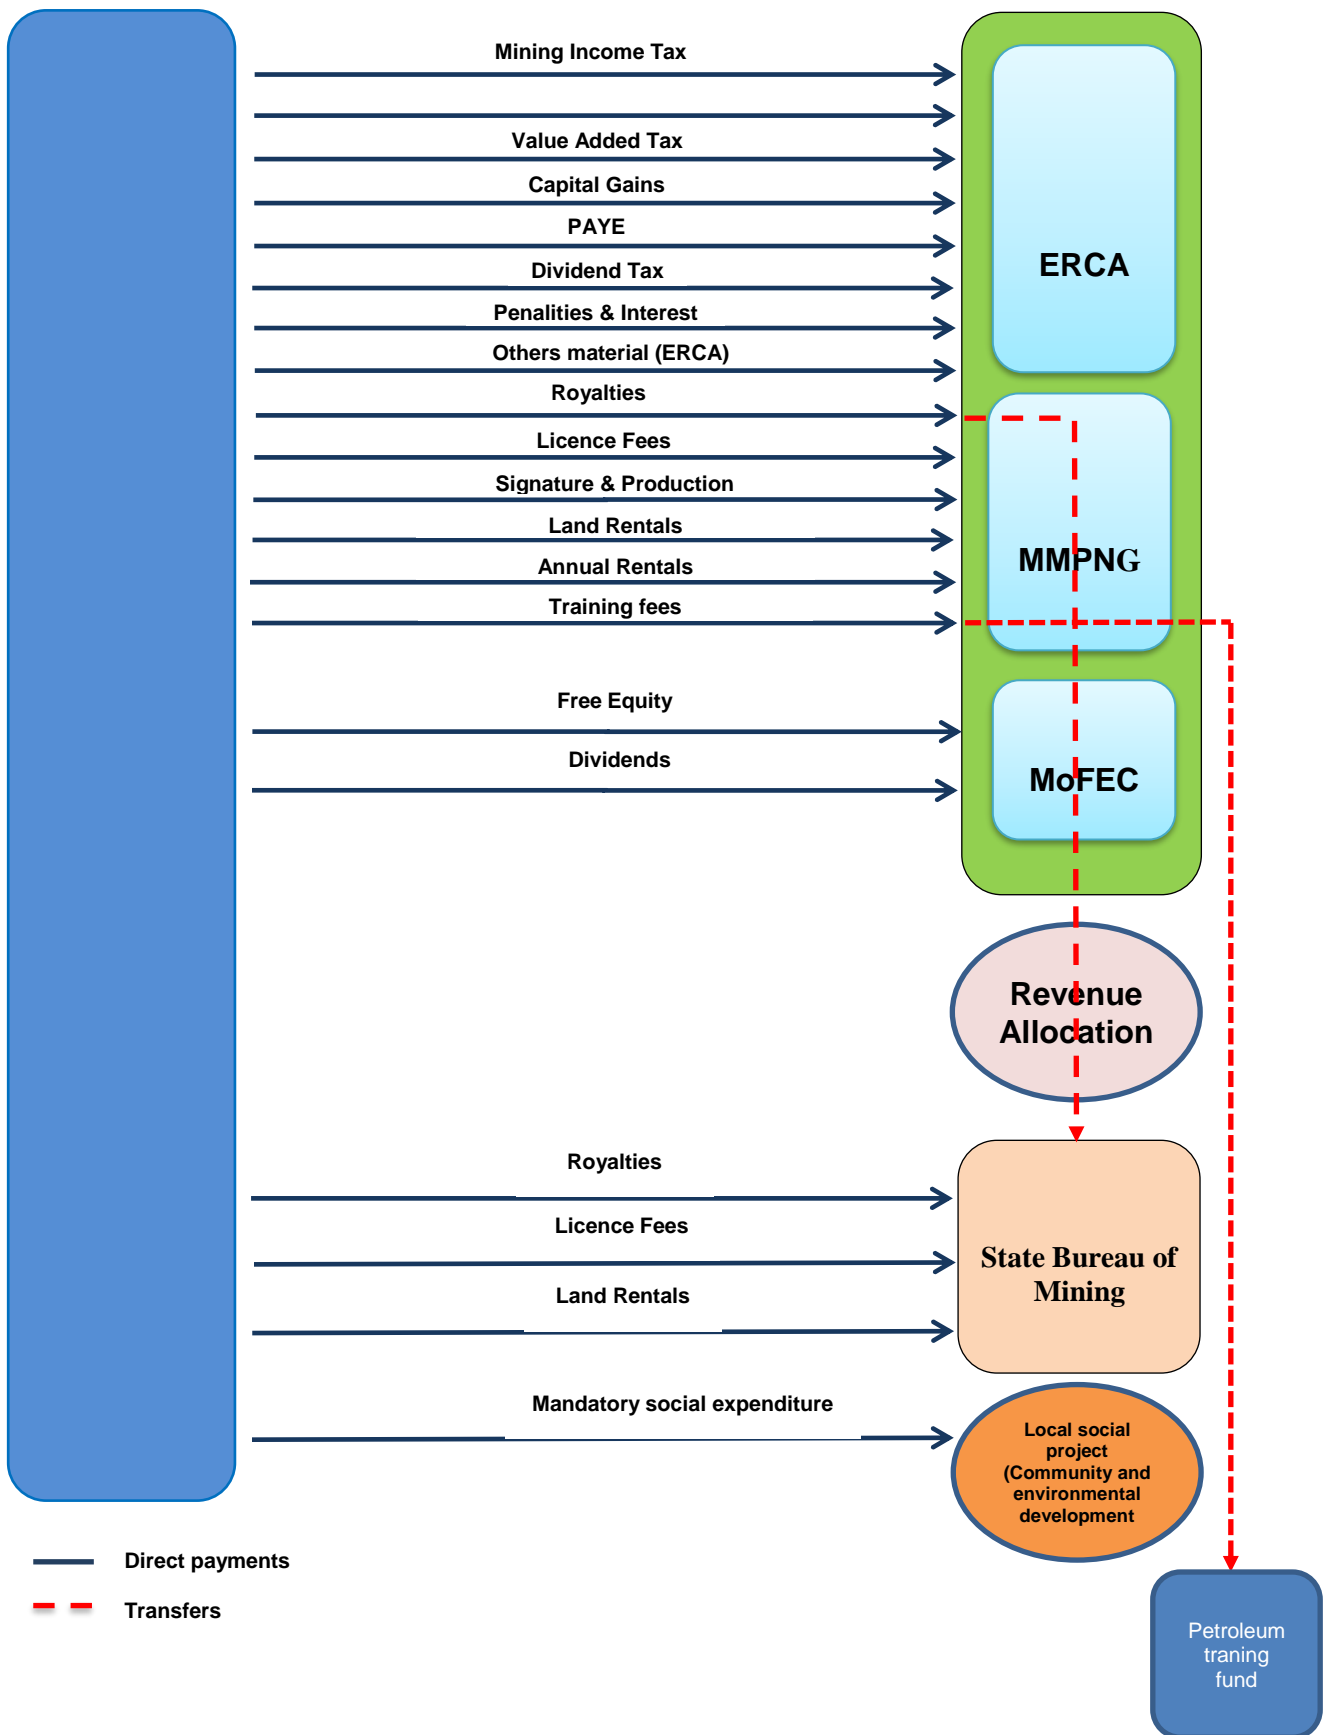 Mining Income Tax
Value Added Tax
Capital Gains
PAYE
Dividend Tax
Penalities & Interest
Others material (ERCA)
Royalties
Licence Fees
Signature & Production
Land Rentals
Annual Rentals
Training fees
Free Equity
Dividends
ERCA
MMPNG
MoFEC
Revenue
Allocation
Royalties
Licence Fees
Land Rentals
State Bureau of
Mining
Mandatory social expenditure
Local social
project
(Community and
environmental
development
Direct payments
Transfers
Petroleum
traning
fund